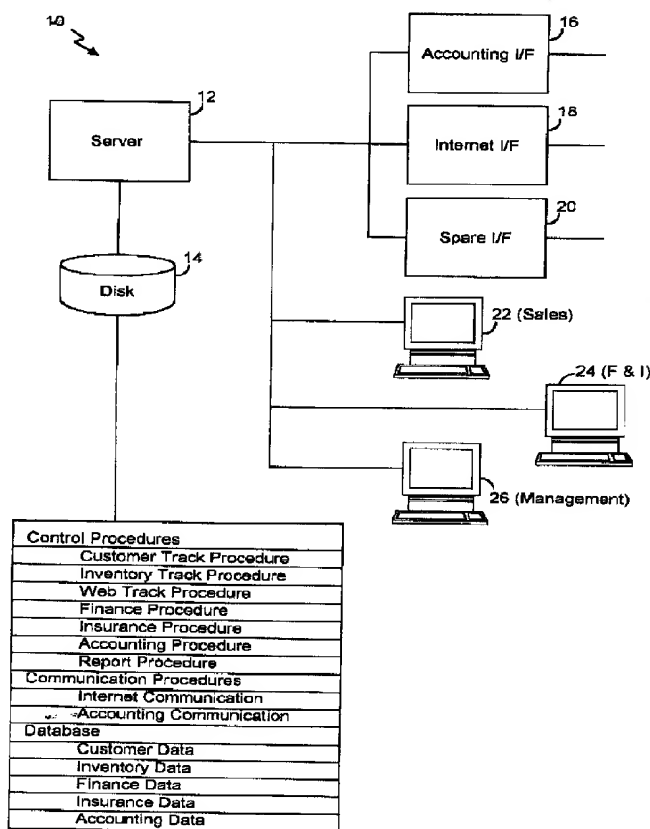 10
16
Accounting I/F
12
Server
18
Internet I/F
20
Spare I/F
14
Disk
22 (Sales)
24 (F & I)
26 (Management)
Control Procedures
Customer Track Procedure
Inventory Track Procedure
Web Track Procedure
Finance Procedure
Insurance Procedure
Accounting Procedure
Report Procedure
Communication Procedures
Internet Communication
Accounting Communication
Database
Customer Data
Inventory Data
Finance Data
Insurance Data
Accounting Data